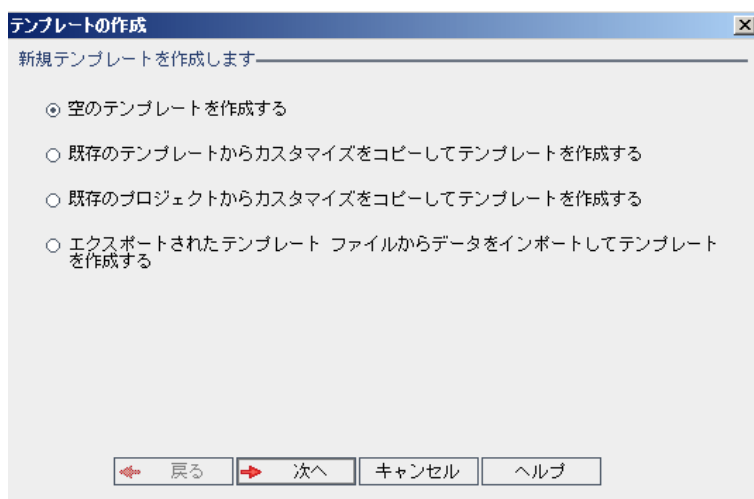 テンプレートの作成
新規テンプレートを作成します
空のテンプレートを作成する
既存のテンプレートからカスタマイズをコピーしてテンプレートを作成する
既存のプロジェクトからカスタマイズをコピーしてテンプレートを作成する
エクスポートされたテンプレート ファイルからデータをインポートしてテンプレート
を作成する
戻る 次へ キャンセル ヘルプ